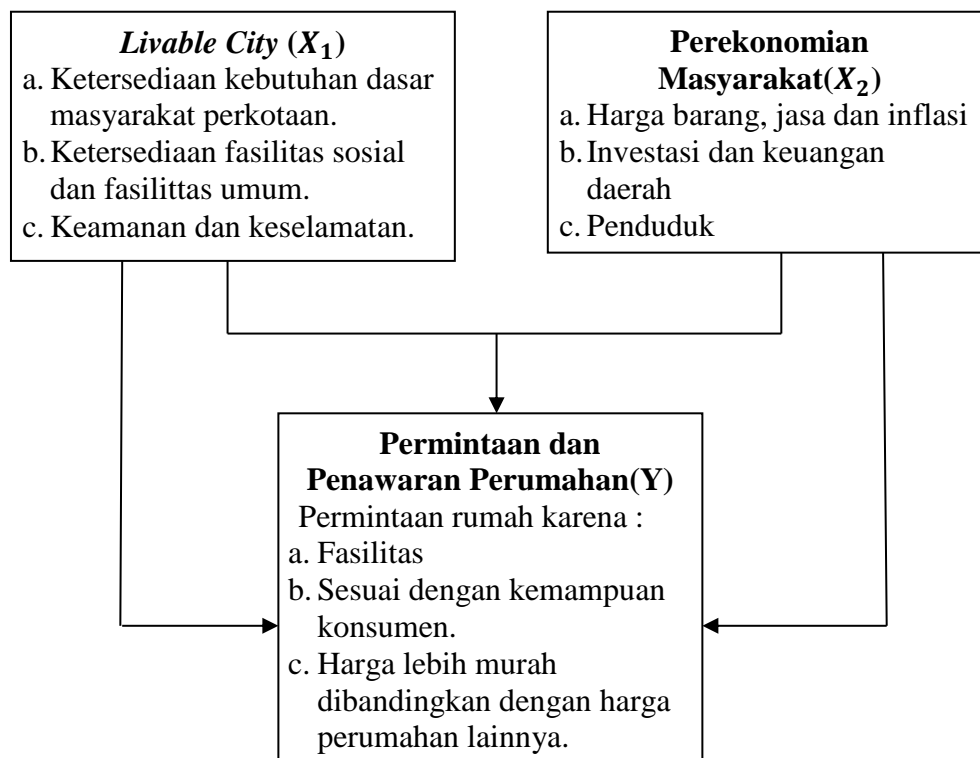 Livable City (X₁)
a. Ketersediaan kebutuhan dasar
masyarakat perkotaan.
b. Ketersediaan fasilitas sosial
dan fasilittas umum.
c. Keamanan dan keselamatan.
Perekonomian
Masyarakat(X₂)
a. Harga barang, jasa dan inflasi
b. Investasi dan keuangan
daerah
c. Penduduk
Permintaan dan
Penawaran Perumahan(Y)
Permintaan rumah karena :
a. Fasilitas
b. Sesuai dengan kemampuan
konsumen.
c. Harga lebih murah
dibandingkan dengan harga
perumahan lainnya.